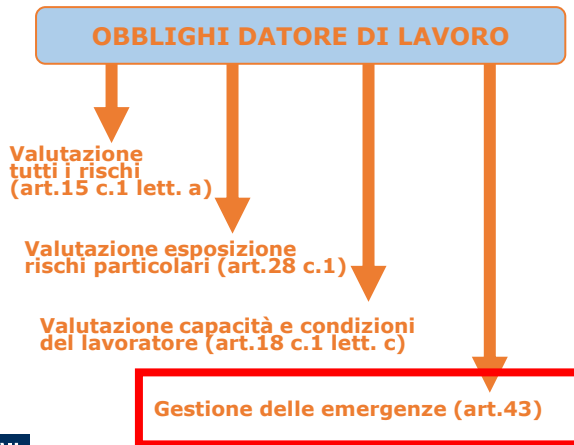 OBBLIGHI DATORE DI LAVORO
Valutazione
tutti i rischi
(art.15 c.1 lett. a)
Valutazione esposizione
rischi particolari (art.28 c.1)
Valutazione capacità e condizioni
del lavoratore (art.18 c.1 lett. c)
Gestione delle emergenze (art.43)